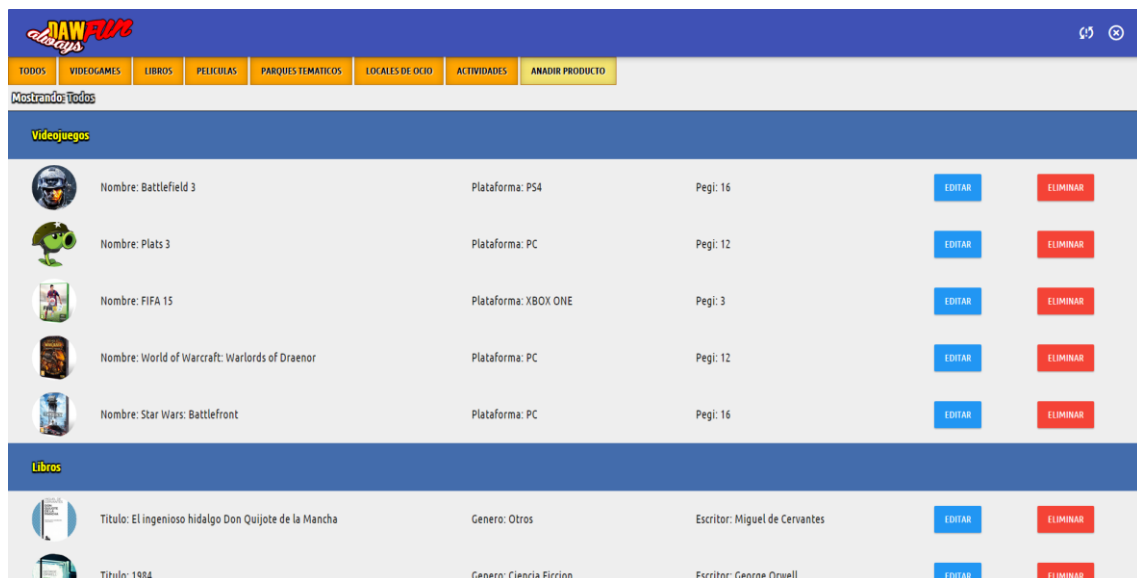 always DAW FUN
TODOS VIDEOGAMES LIBROS PELICULAS PARQUES TEMATICOS LOCALES DE OCIO ACTIVIDADES ANADIR PRODUCTO
Mostrando: Todos
Videojuegos
Nombre: Battlefield 3 Plataforma: PS4 Pegi: 16 EDITAR ELIMINAR
Nombre: Plats 3 Plataforma: PC Pegi: 12 EDITAR ELIMINAR
Nombre: FIFA 15 Plataforma: XBOX ONE Pegi: 3 EDITAR ELIMINAR
Nombre: World of Warcraft: Warlords of Draenor Plataforma: PC Pegi: 12 EDITAR ELIMINAR
Nombre: Star Wars: Battlefront Plataforma: PC Pegi: 16 EDITAR ELIMINAR
Libros
Titulo: El ingenioso hidalgo Don Quijote de la Mancha Genero: Otros Escritor: Miguel de Cervantes EDITAR ELIMINAR
Titulo: 1984 Genero: Ciencia Ficcion Escritor: George Orwell EDITAR ELIMINAR